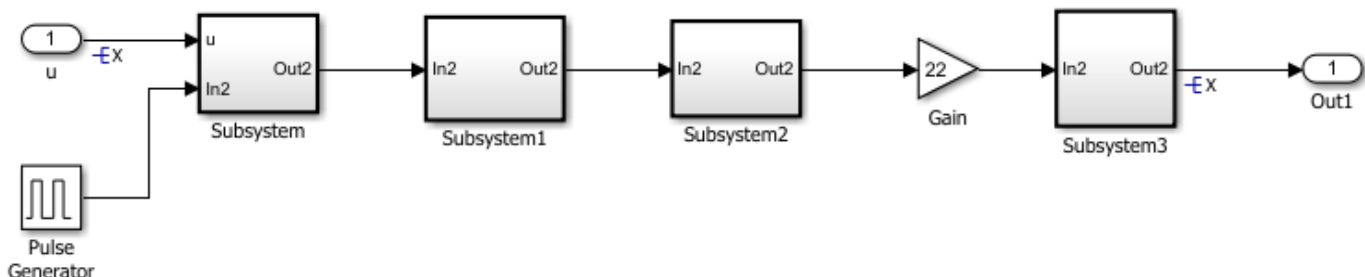 1
u
X
u
In2
Out2
Subsystem
In2
Out2
Subsystem1
In2
Out2
Subsystem2
22
Gain
In2
Out2
Subsystem3
X
1
Out1
Pulse
Generator